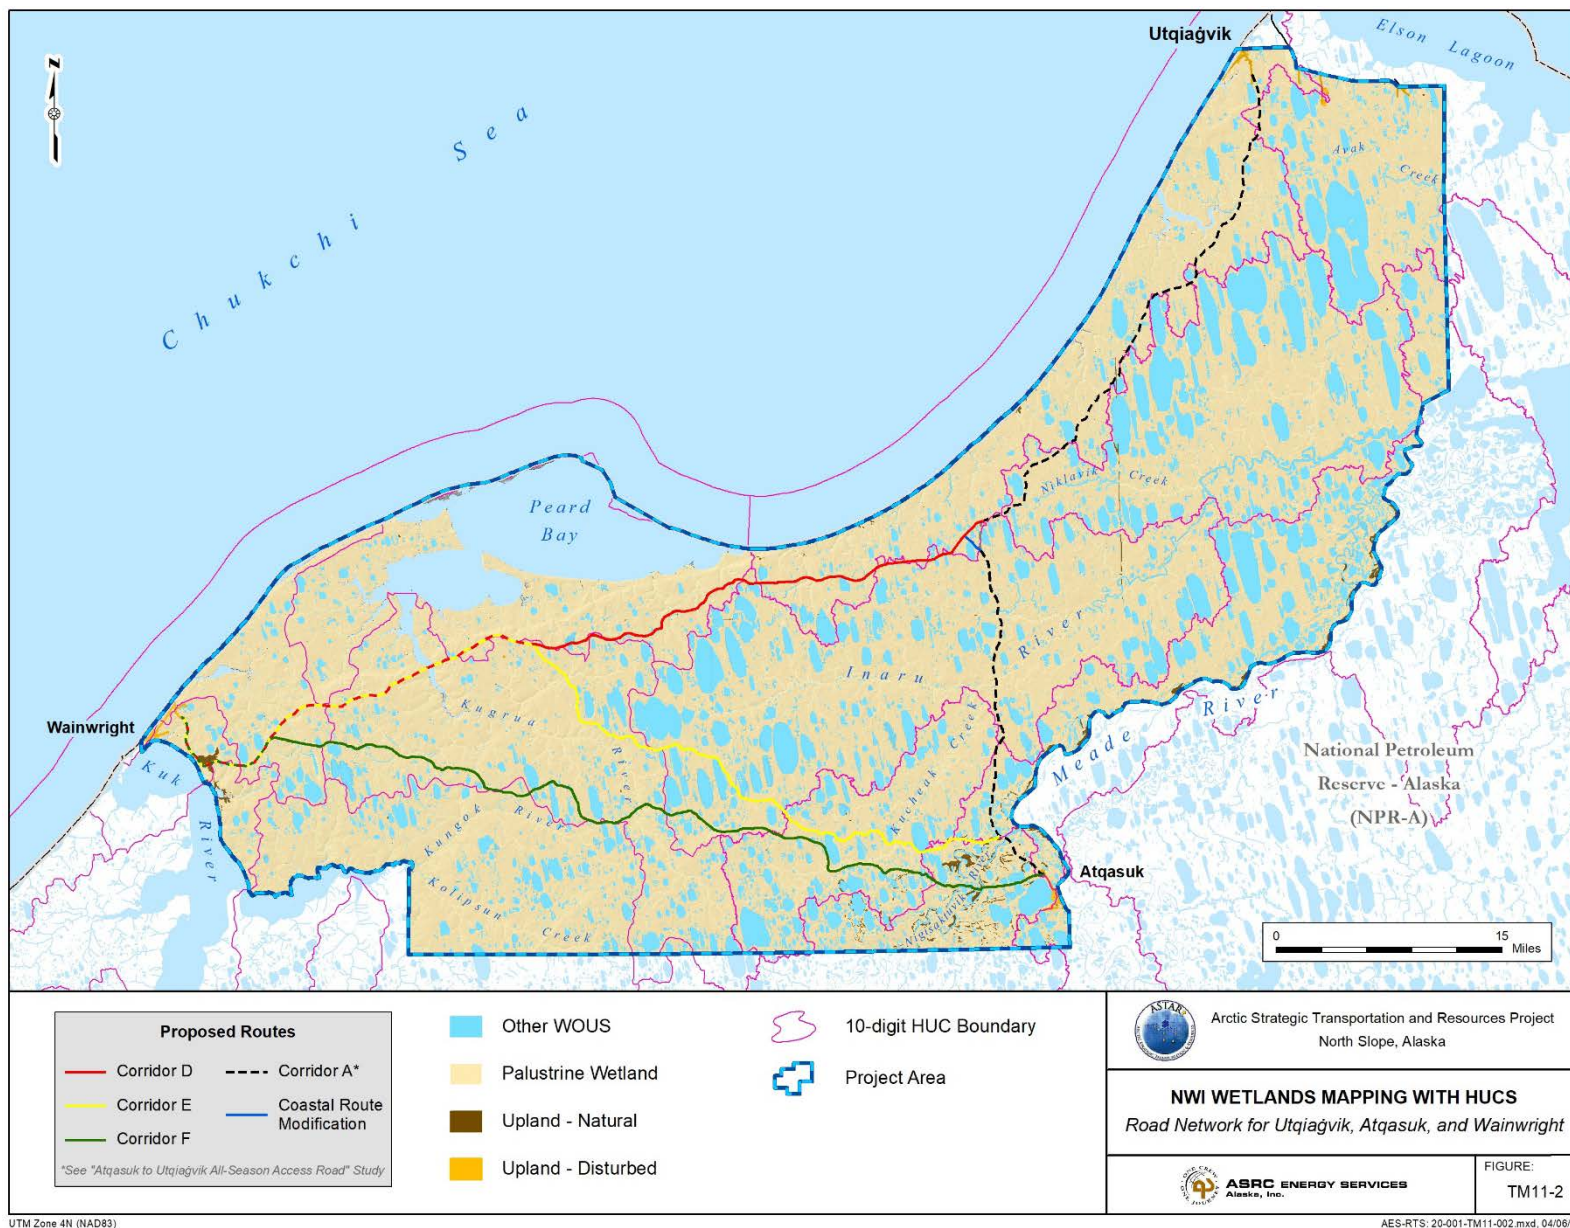 Utqiaġvik
Elson Lagoon
N
Chukchi Sea
Avak
Creek
Peard
Bay
Niklavik Creek
Inaru
River
Wainwright
Kugrua
River
Kuk
River
Kungok River
Kucheak Creek
Meade River
National Petroleum
Reserve - Alaska
(NPR-A)
Atqasuk
Kolipsun
Creek
0 15
Miles
Proposed Routes
Corridor D
Corridor E
Corridor F
Corridor A*
Coastal Route
Modification
*See "Atqasuk to Utqiaġvik All-Season Access Road" Study
Other WOUS
Palustrine Wetland
Upland - Natural
Upland - Disturbed
10-digit HUC Boundary
Project Area
ASTAR
Arctic Strategic Transportation and Resources Project
North Slope, Alaska
NWI WETLANDS MAPPING WITH HUCS
Road Network for Utqiaġvik, Atqasuk, and Wainwright
ONE CREW
ONE JOURNEY
ASRC ENERGY SERVICES
Alaska, Inc.
FIGURE:
TM11-2
UTM Zone 4N (NAD83)
AES-RTS: 20-001-TM11-002.mxd, 04/06/